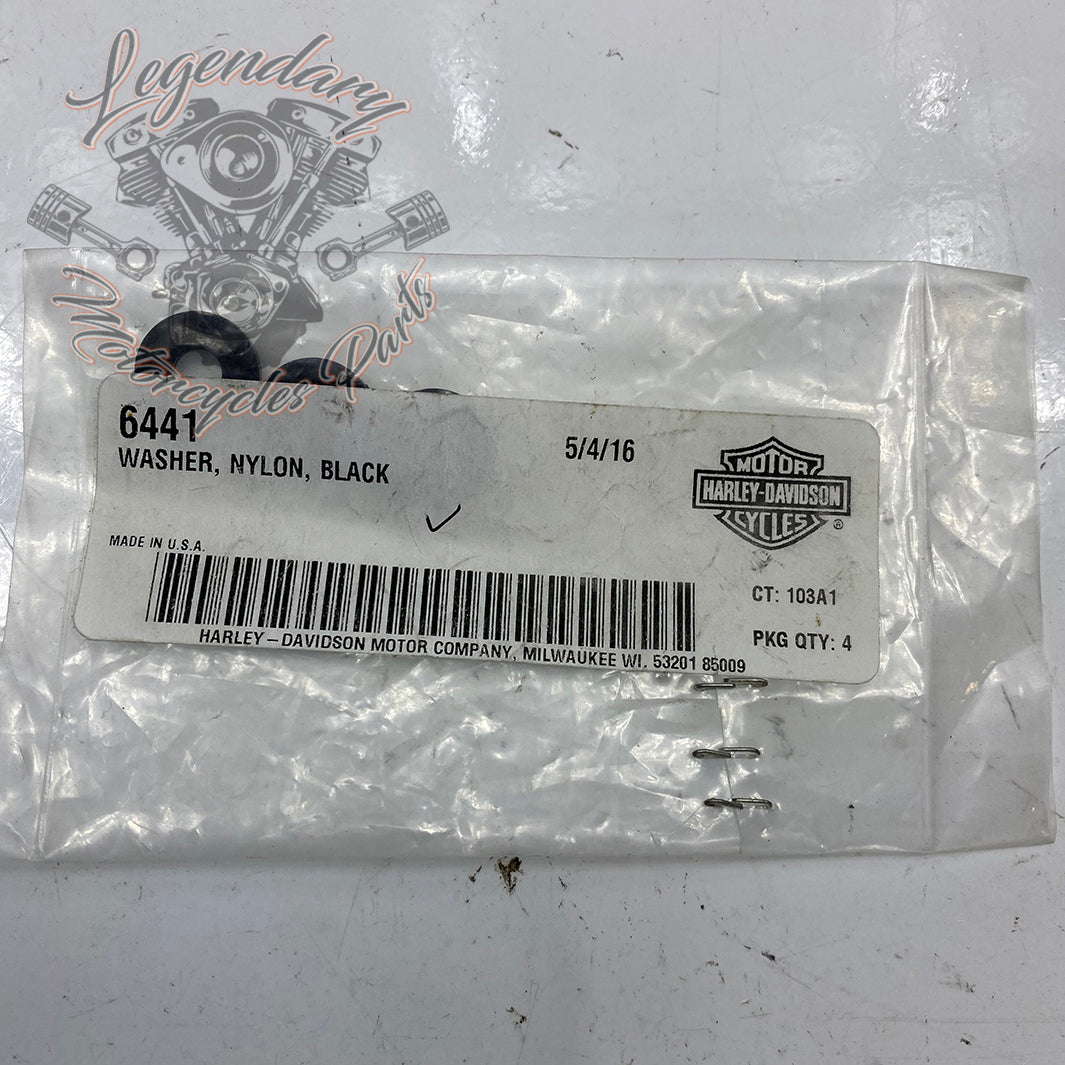 Legendary
Motorcycles Parts
6441
5/4/16
WASHER, NYLON, BLACK
MOTOR
HARLEY-DAVIDSON
CYCLES
®
MADE IN U.S.A.
CT: 103A1
PKG QTY: 4
HARLEY-DAVIDSON MOTOR COMPANY, MILWAUKEE WI. 53201 85009